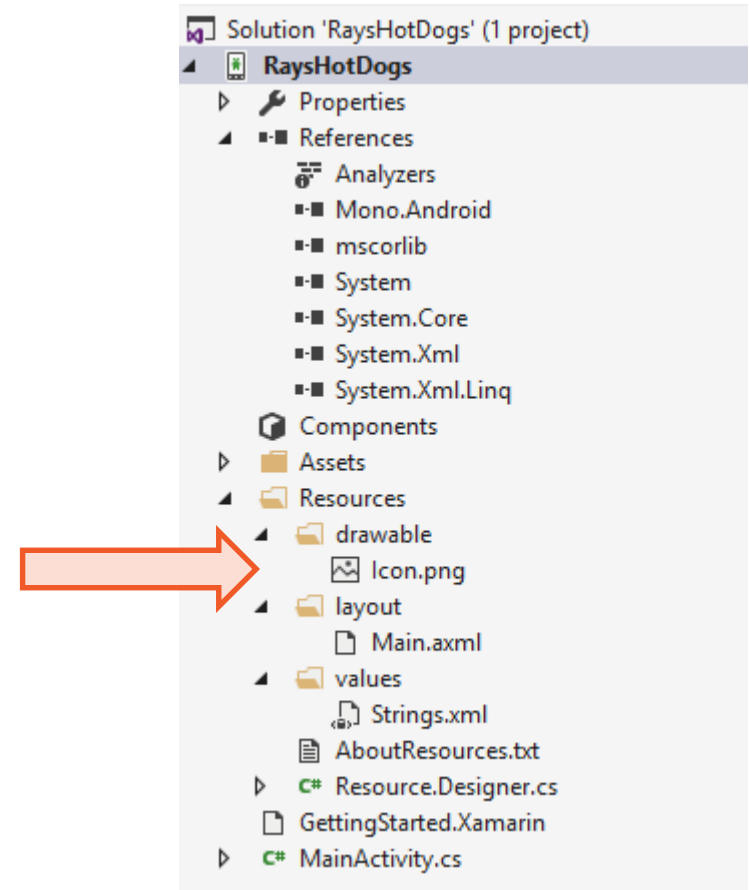 Solution 'RaysHotDogs' (1 project)
RaysHotDogs
Properties
References
Analyzers
Mono.Android
mscorlib
System
System.Core
System.Xml
System.Xml.Linq
Components
Assets
Resources
drawable
Icon.png
layout
Main.axml
values
Strings.xml
AboutResources.txt
C# Resource.Designer.cs
GettingStarted.Xamarin
C# MainActivity.cs